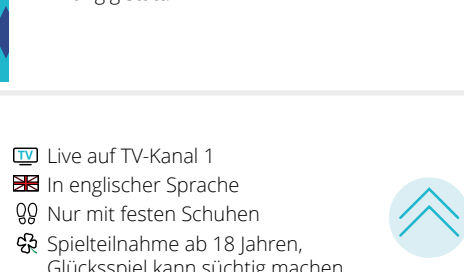 TV Live auf TV-Kanal 1
In englischer Sprache
Nur mit festen Schuhen
Spielteilnahme ab 18 Jahren,
Glücksspiel kann süchtig machen